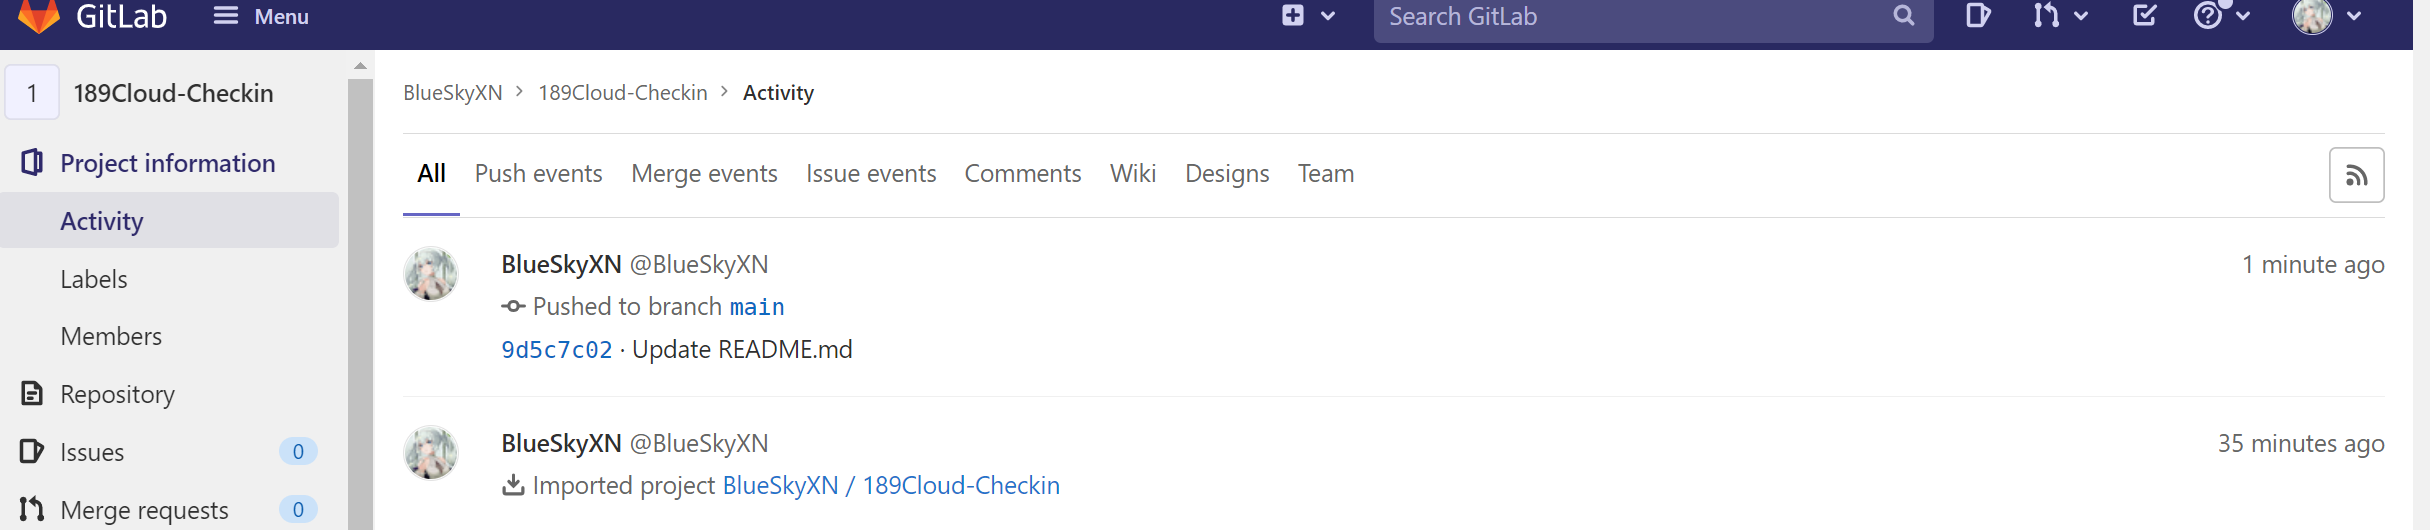 GitLab
Menu
Search GitLab
1
189Cloud-Checkin
Project information
Activity
Labels
Members
Repository
Issues 0
Merge requests 0
BlueSkyXN > 189Cloud-Checkin > Activity
All Push events Merge events Issue events Comments Wiki Designs Team
BlueSkyXN @BlueSkyXN 1 minute ago
Pushed to branch main
9d5c7c02 · Update README.md
BlueSkyXN @BlueSkyXN 35 minutes ago
Imported project BlueSkyXN / 189Cloud-Checkin